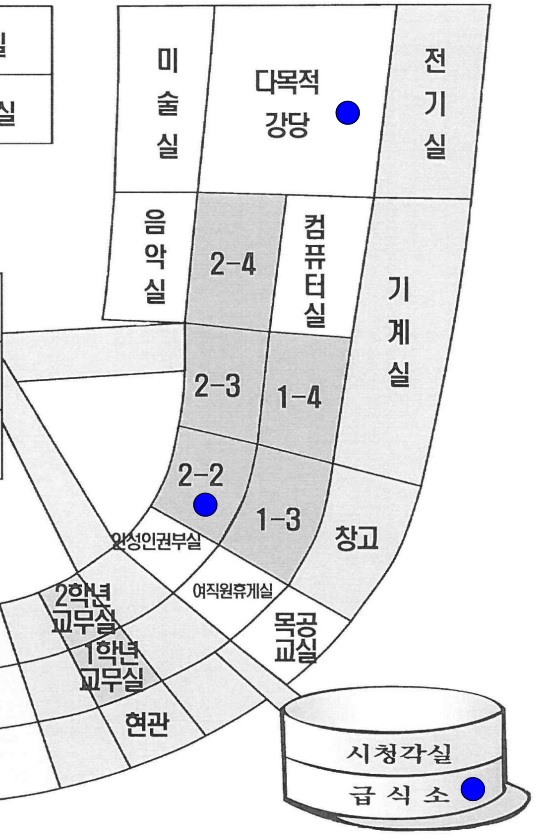 실
실
미술실
다목적
강당
전기실
음악실
2-4
컴퓨터실
기계실
2-3
1-4
2-2
1-3
창고
인성인권부실
여직원휴게실
2학년
교무실
목공
교실
1학년
교무실
현관
시청각실
급식소